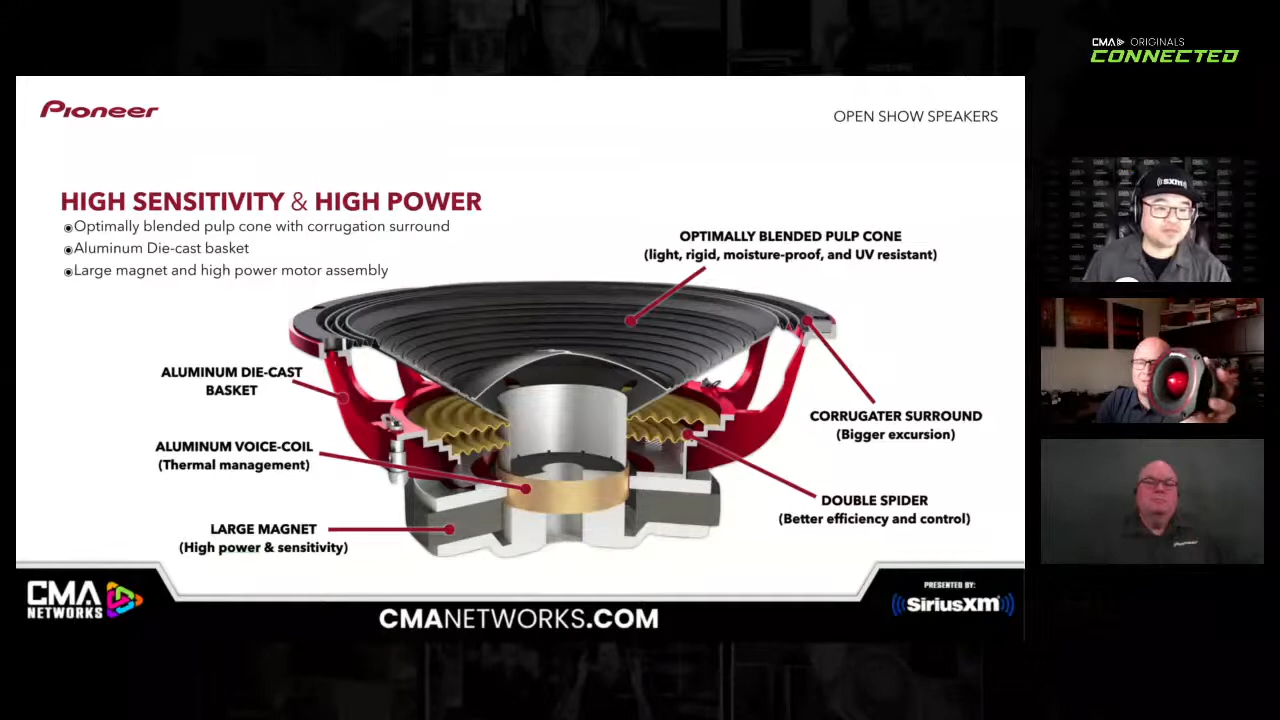 CMA ORIGINALS
CONNECTED
Pioneer
OPEN SHOW SPEAKERS
HIGH SENSITIVITY & HIGH POWER
Optimally blended pulp cone with corrugation surround
Aluminum Die-cast basket
Large magnet and high power motor assembly
OPTIMALLY BLENDED PULP CONE
(light, rigid, moisture-proof, and UV resistant)
ALUMINUM DIE-CAST
BASKET
ALUMINUM VOICE-COIL
(Thermal management)
LARGE MAGNET
(High power & sensitivity)
CORRUGATER SURROUND
(Bigger excursion)
DOUBLE SPIDER
(Better efficiency and control)
CMA
NETWORKS
CMANETWORKS.COM
PRESENTED BY:
SiriusXM
SXM
Pioneer